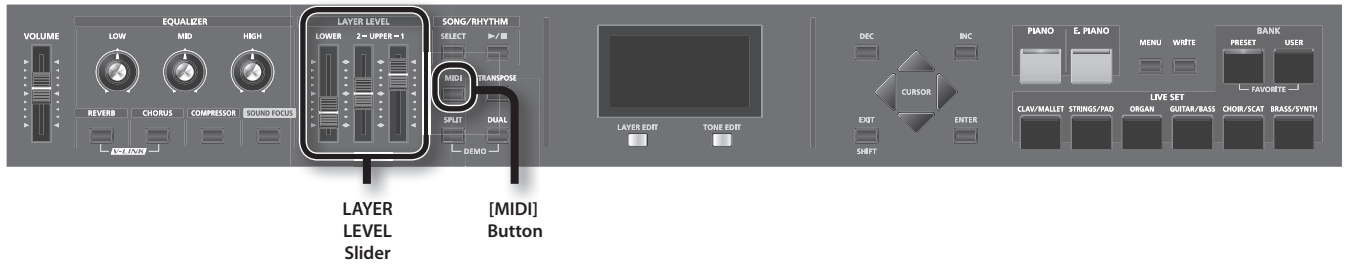 VOLUME
EQUALIZER
LOW MID HIGH
REVERB CHORUS COMPRESSOR SOUND FOCUS
V-LINK
LAYER LEVEL
LOWER 2 – UPPER – 1
SONG/RHYTHM
SELECT
MIDI TRANSPOSE
SPLIT DUAL
DEMO
LAYER EDIT TONE EDIT
DEC INC
CURSOR
EXIT ENTER
SHIFT
PIANO E. PIANO
MENU WRITE
BANK
PRESET USER
FAVORITE
LIVE SET
CLAV/MALLET STRINGS/PAD ORGAN GUITAR/BASS CHOIR/SCAT BRASS/SYNTH
LAYER
LEVEL
Slider
[MIDI]
Button